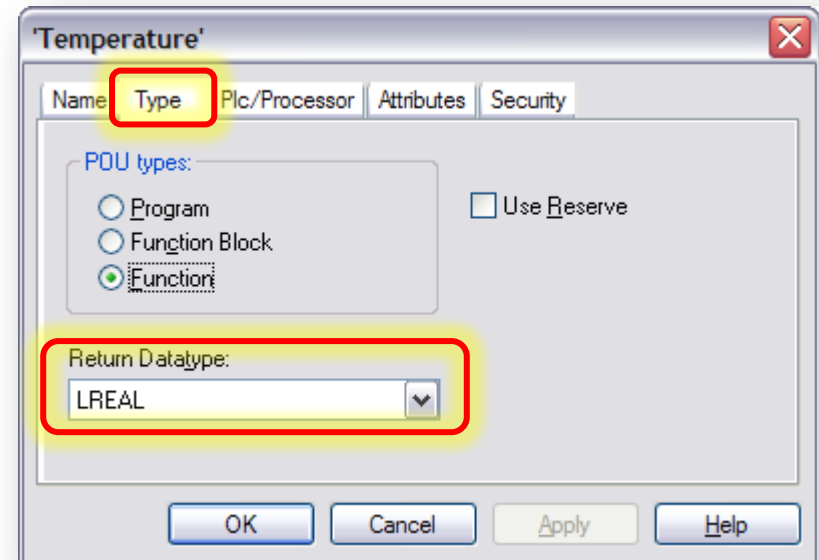 'Temperature'
Name Type Plc/Processor Attributes Security
POU types:
Program
Use Reserve
Function Block
Function
Return Datatype:
LREAL
OK Cancel Apply Help